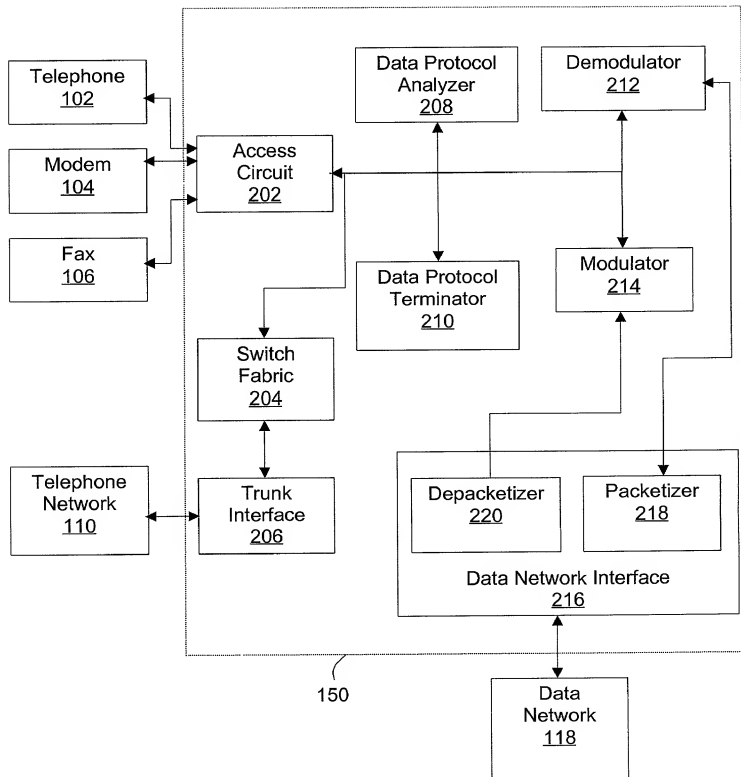 Telephone
102
Modem
104
Fax
106
Telephone
Network
110
Access
Circuit
202
Switch
Fabric
204
Trunk
Interface
206
Data Protocol
Analyzer
208
Data Protocol
Terminator
210
Demodulator
212
Modulator
214
Depacketizer
220
Packetizer
218
Data Network Interface
216
150
Data
Network
118